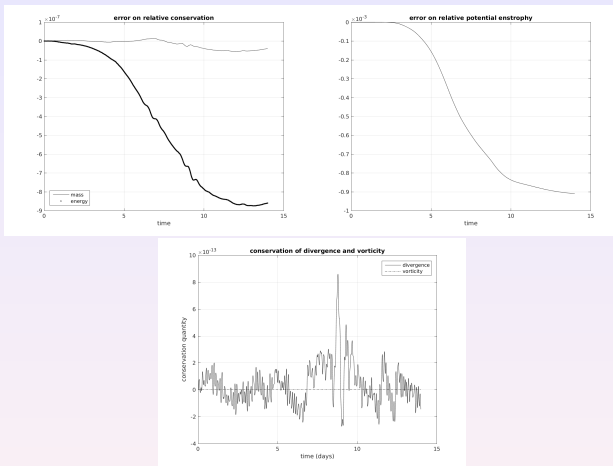 error on relative conservation
×10^-7
1
0
-1
-2
-3
-4
-5
-6
-7
-8
-9
mass
energy
0 5 10 15
time
error on relative potential enstrophy
×10^-3
0
-0.1
-0.2
-0.3
-0.4
-0.5
-0.6
-0.7
-0.8
-0.9
-1
0 5 10 15
time
conservation of divergence and vorticity
×10^-13
10
8
6
4
2
0
-2
-4
conservation quantity
divergence
vorticity
0 5 10 15
time (days)